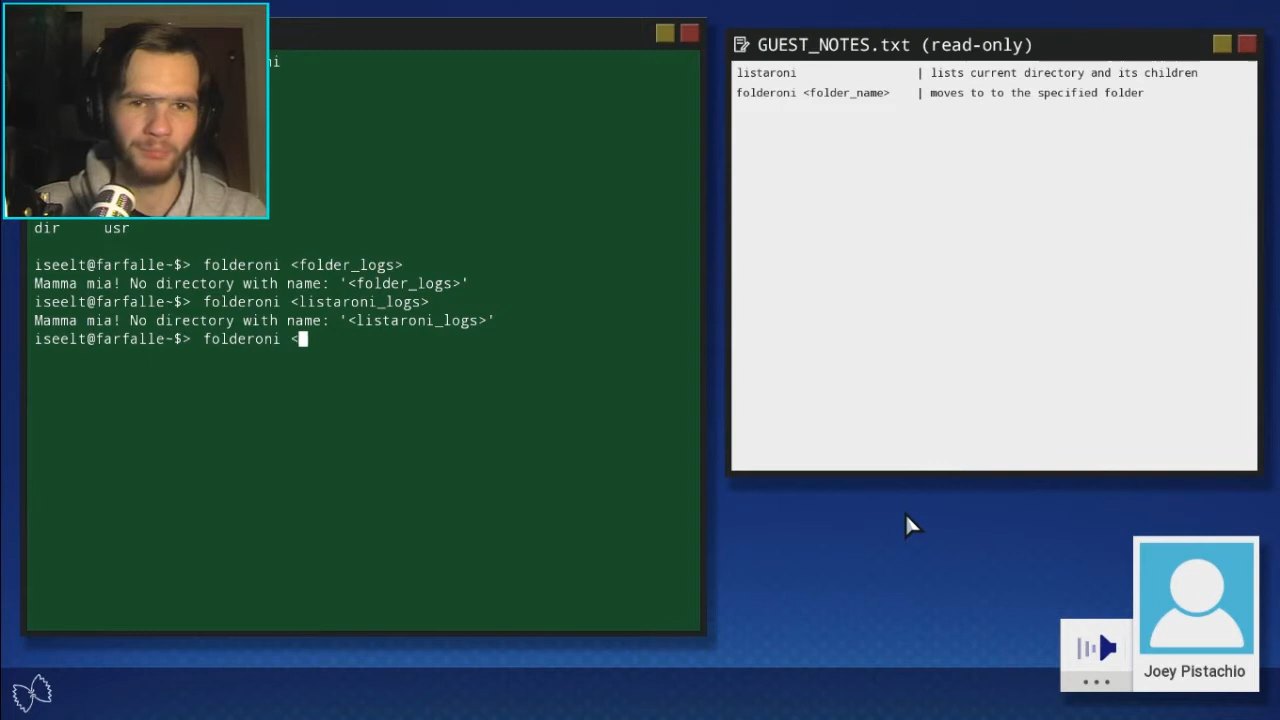 ni
dir usr
iseelt@farfalle~$> folderoni <folder_logs>
Mamma mia! No directory with name: '<folder_logs>'
iseelt@farfalle~$> folderoni <listaroni_logs>
Mamma mia! No directory with name: '<listaroni_logs>'
iseelt@farfalle~$> folderoni <
GUEST_NOTES.txt (read-only)
listaroni | lists current directory and its children
folderoni <folder_name> | moves to to the specified folder
Joey Pistachio